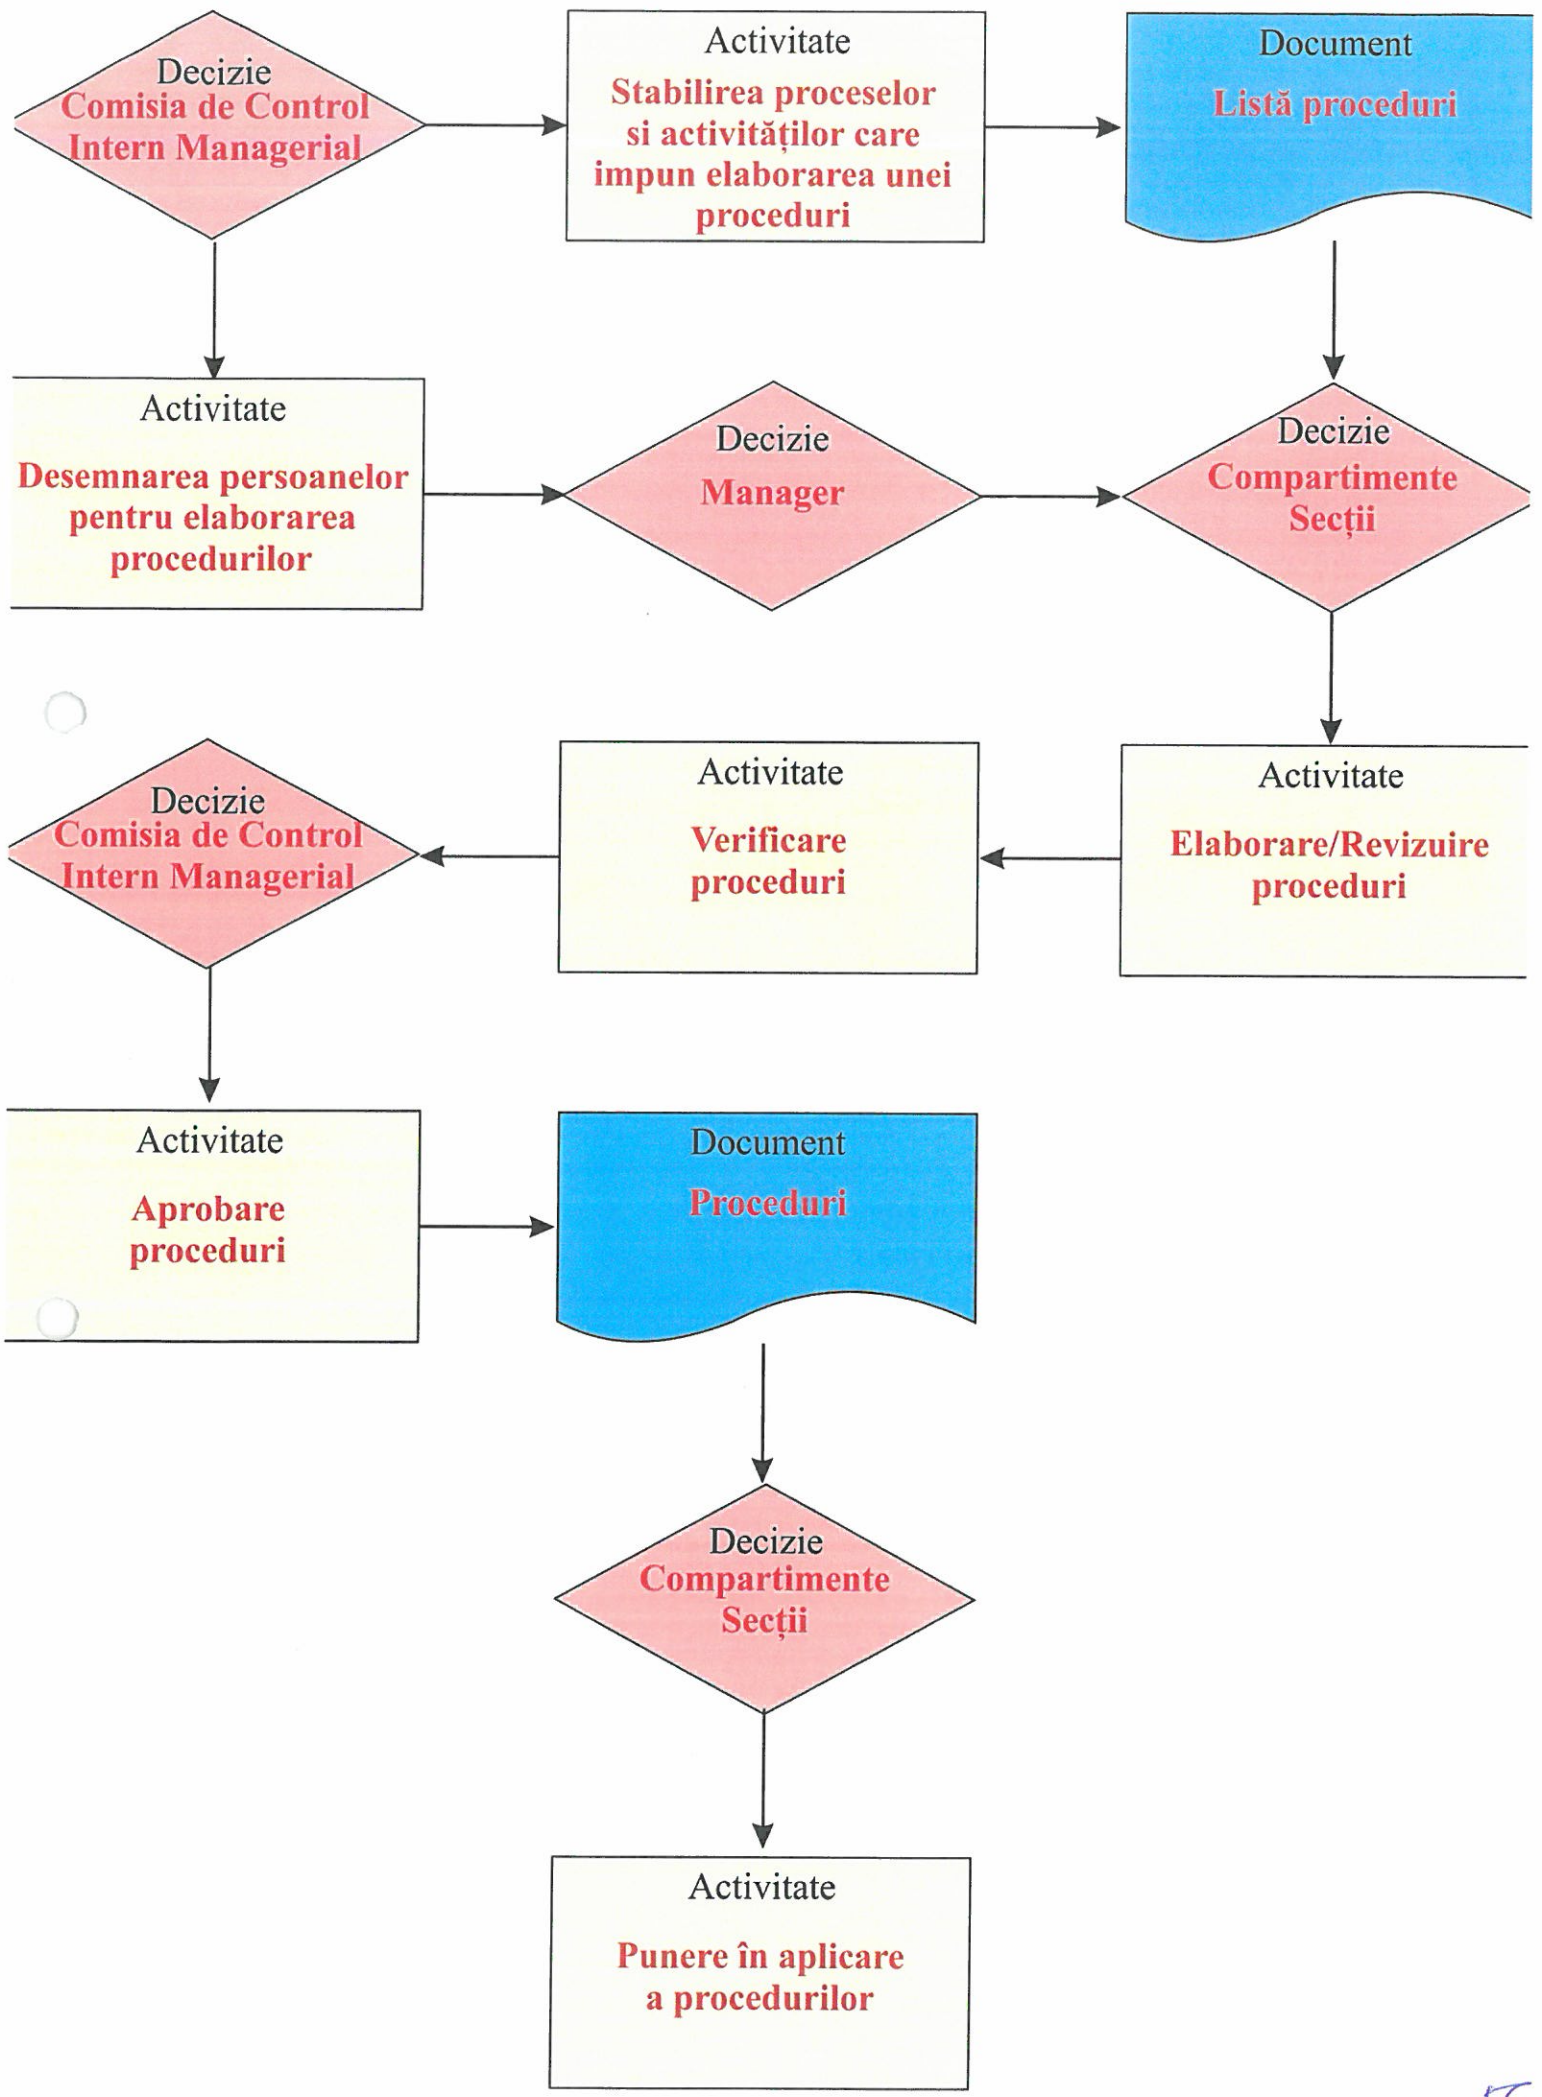 Decizie
Comisia de Control
Intern Managerial
Activitate
Stabilirea proceselor
si activităților care
impun elaborarea unei
proceduri
Document
Listă proceduri
Activitate
Desemnarea persoanelor
pentru elaborarea
procedurilor
Decizie
Manager
Decizie
Compartimente
Secții
Decizie
Comisia de Control
Intern Managerial
Activitate
Verificare
proceduri
Activitate
Elaborare/Revizuire
proceduri
Activitate
Aprobare
proceduri
Document
Proceduri
Decizie
Compartimente
Secții
Activitate
Punere în aplicare
a procedurilor